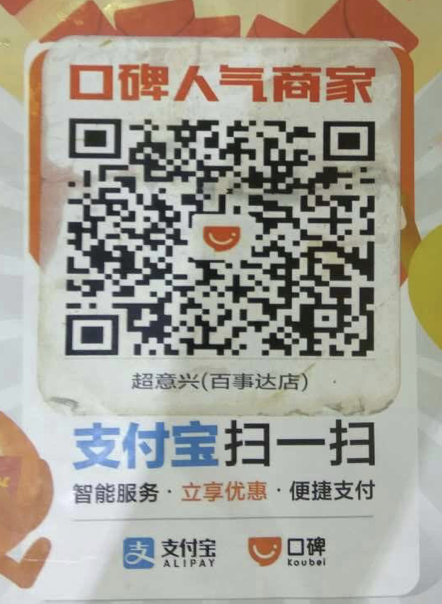 口碑人气商家
超意兴(百事达店)
支付宝扫一扫
智能服务·立享优惠·便捷支付
支付宝
ALIPAY
口碑
Koubei